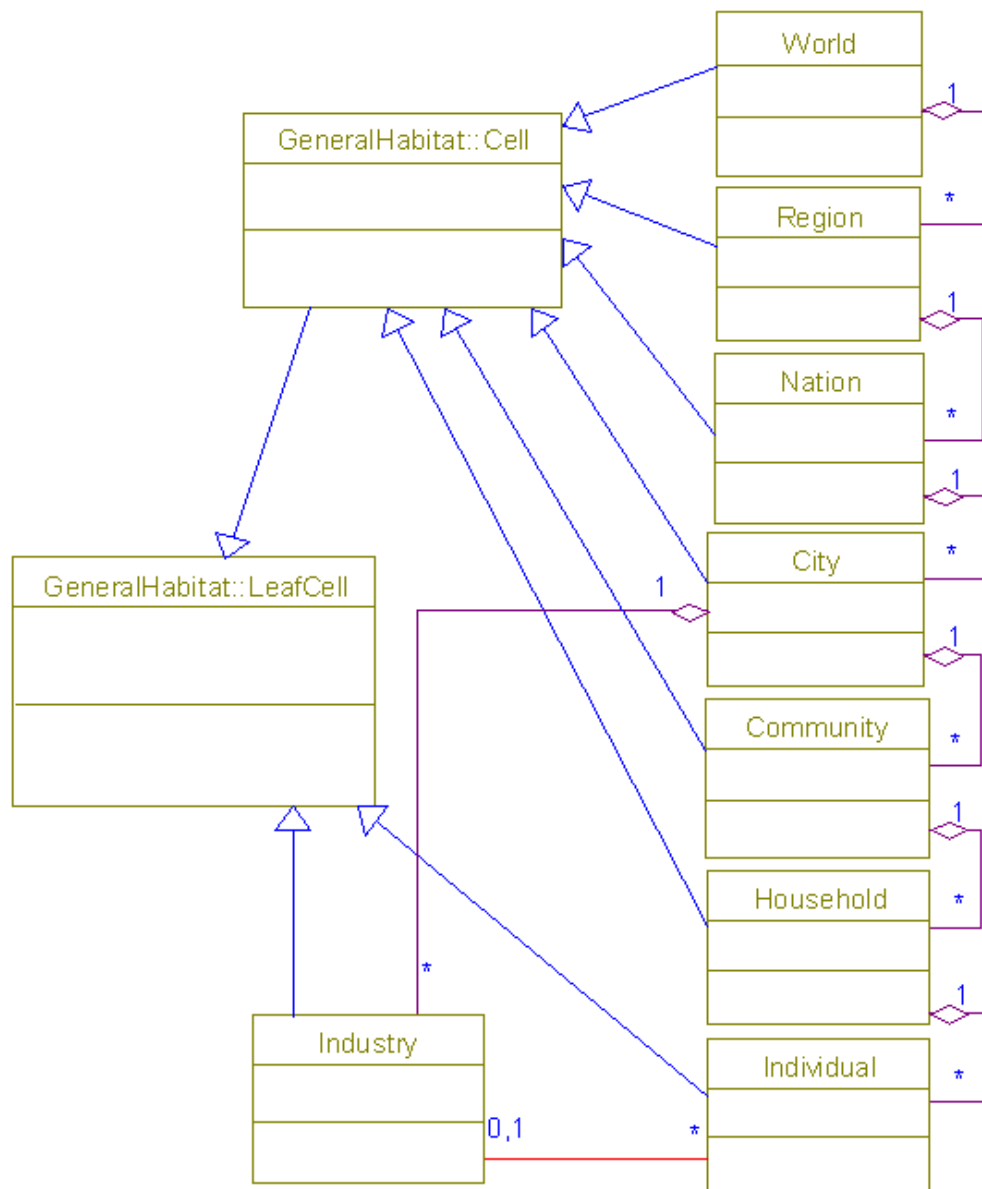 World
1
GeneralHabitat::Cell
Region
*
1
Nation
*
1
City
*
GeneralHabitat::LeafCell
1
1
Community
*
1
Household
*
*
1
Industry
Individual
*
0,1
*